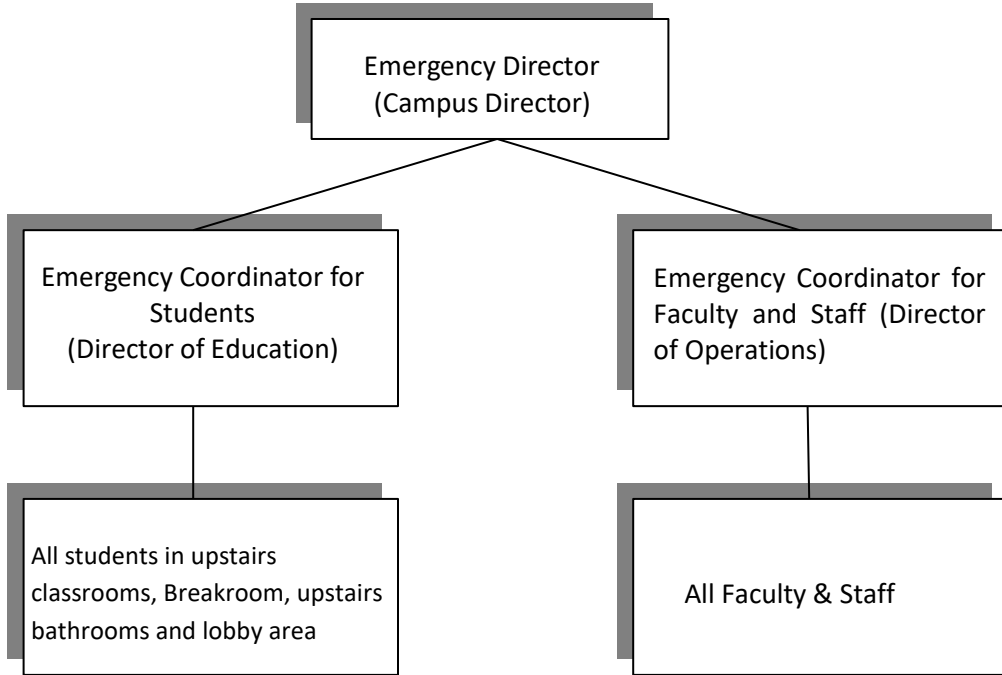 Emergency Director
(Campus Director)
Emergency Coordinator for
Students
(Director of Education)
Emergency Coordinator for
Faculty and Staff (Director
of Operations)
All students in upstairs
classrooms, Breakroom, upstairs
bathrooms and lobby area
All Faculty & Staff